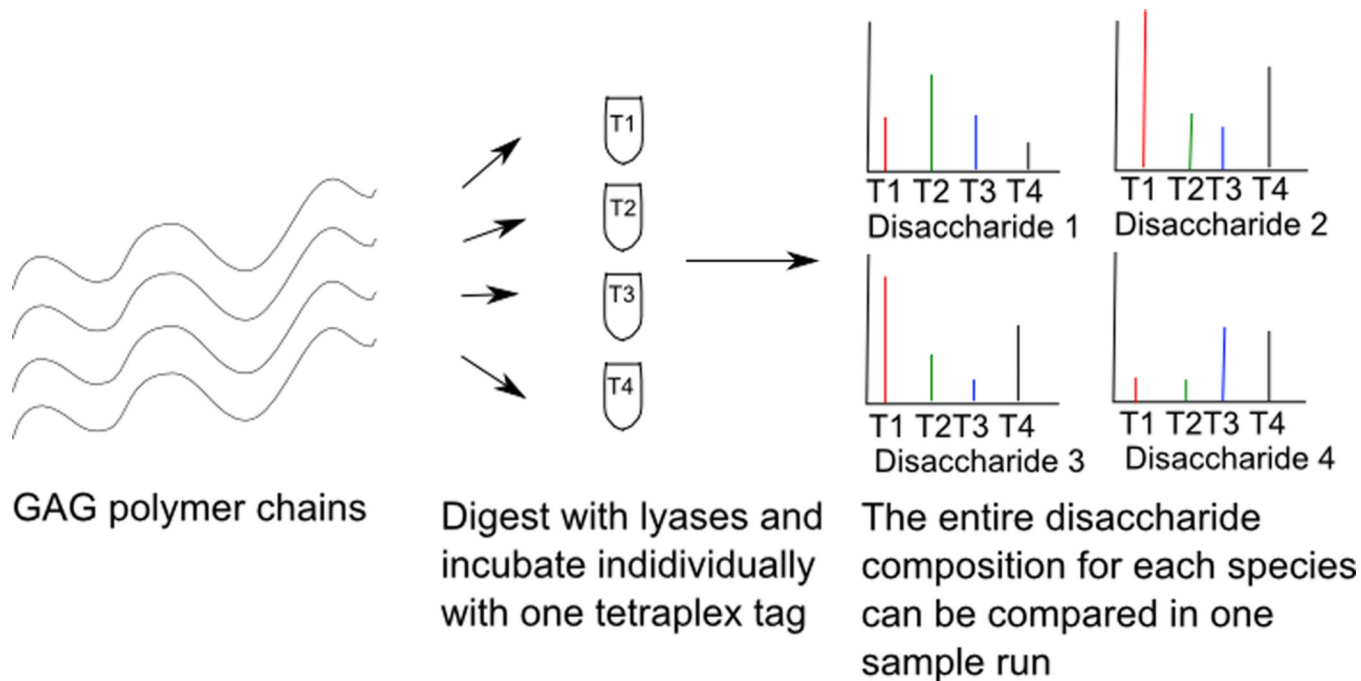 T1
T2
T3
T4
T1 T2 T3 T4
Disaccharide 1
T1 T2T3 T4
Disaccharide 2
T1 T2T3 T4
Disaccharide 3
T1 T2T3 T4
Disaccharide 4
GAG polymer chains
Digest with lyases and
incubate indidividually
with one tetraplex tag
The entire disaccharide
composition for each species
can be compared in one
sample run